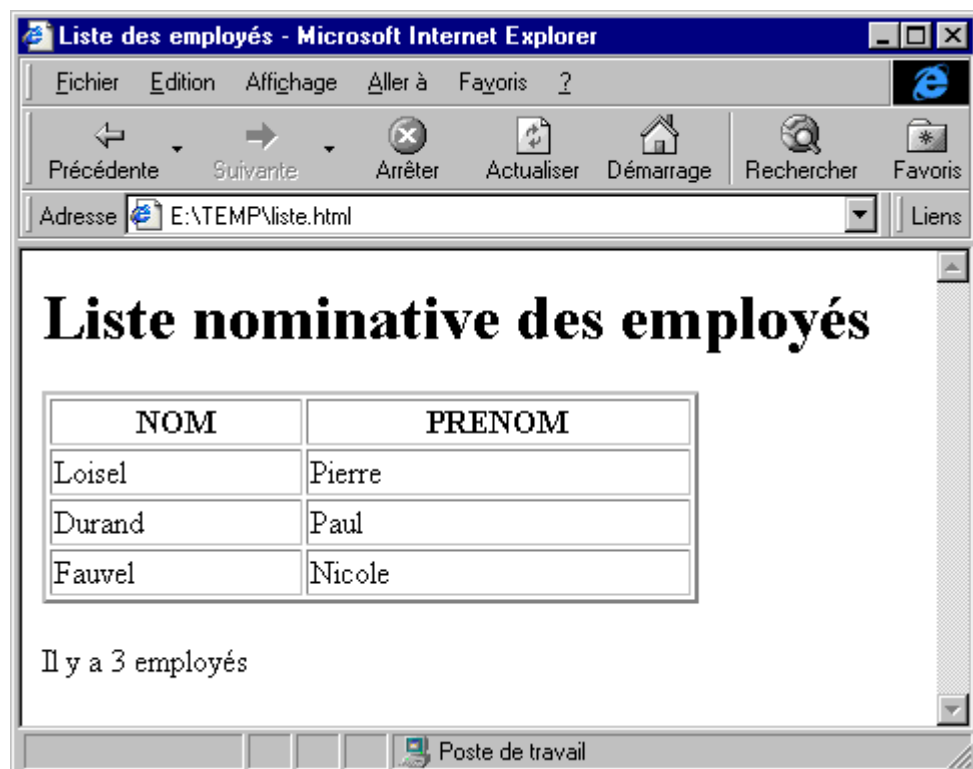 Liste des employés - Microsoft Internet Explorer
Fichier Edition Affichage Aller à Favoris ?
Précédente Suivante Arrêter Actualiser Démarrage Rechercher Favoris
Adresse E:\TEMP\liste.html Liens
Liste nominative des employés
NOM PRENOM
Loisel Pierre
Durand Paul
Fauvel Nicole
Il y a 3 employés
Poste de travail